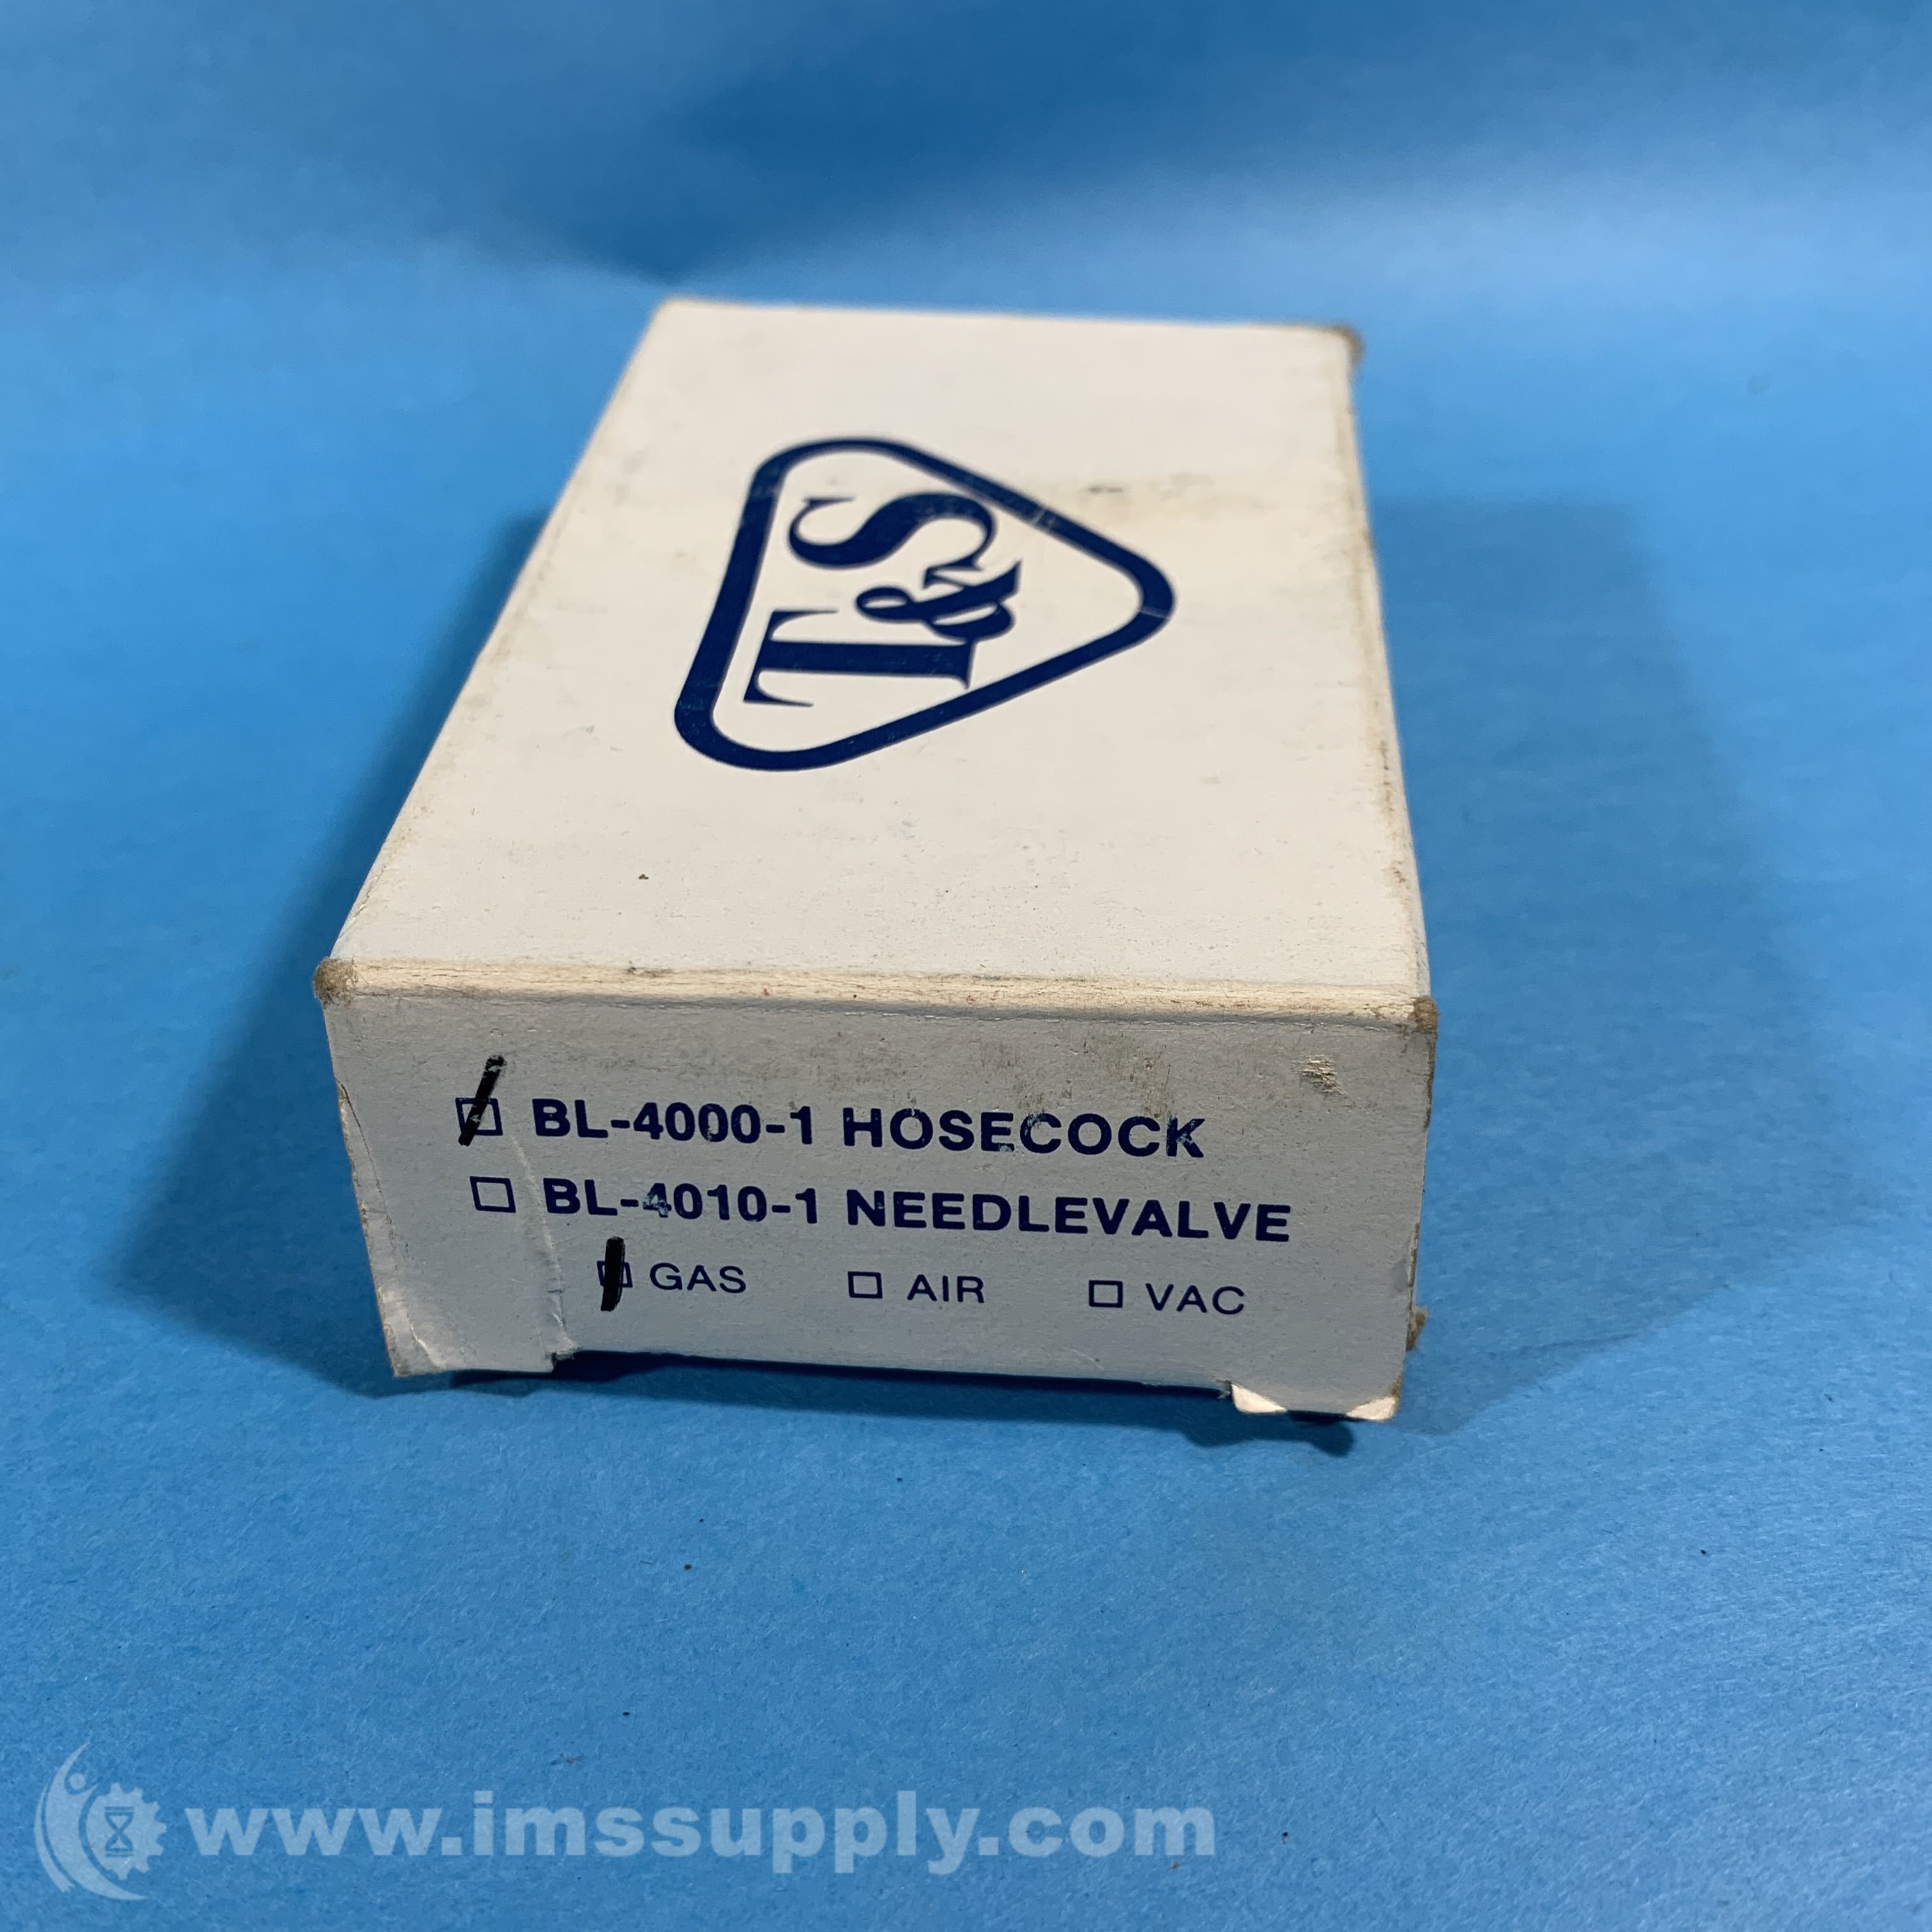 T&S
☐ BL-4000-1 HOSECOCK
☐ BL-4010-1 NEEDLEVALVE
☐ GAS ☐ AIR ☐ VAC
www.imssupply.com